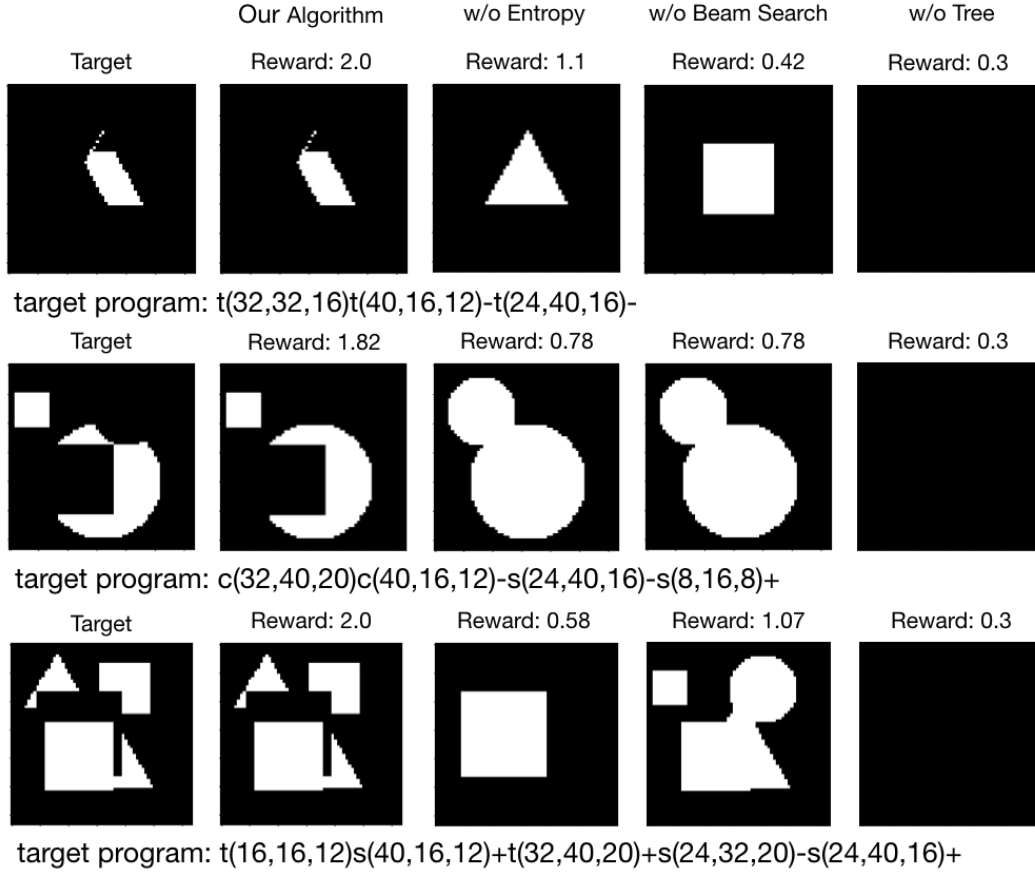 Our Algorithm w/o Entropy w/o Beam Search w/o Tree
Target Reward: 2.0 Reward: 1.1 Reward: 0.42 Reward: 0.3
target program: t(32,32,16)t(40,16,12)-t(24,40,16)-
Target Reward: 1.82 Reward: 0.78 Reward: 0.78 Reward: 0.3
target program: c(32,40,20)c(40,16,12)-s(24,40,16)-s(8,16,8)+
Target Reward: 2.0 Reward: 0.58 Reward: 1.07 Reward: 0.3
target program: t(16,16,12)s(40,16,12)+t(32,40,20)+s(24,32,20)-s(24,40,16)+